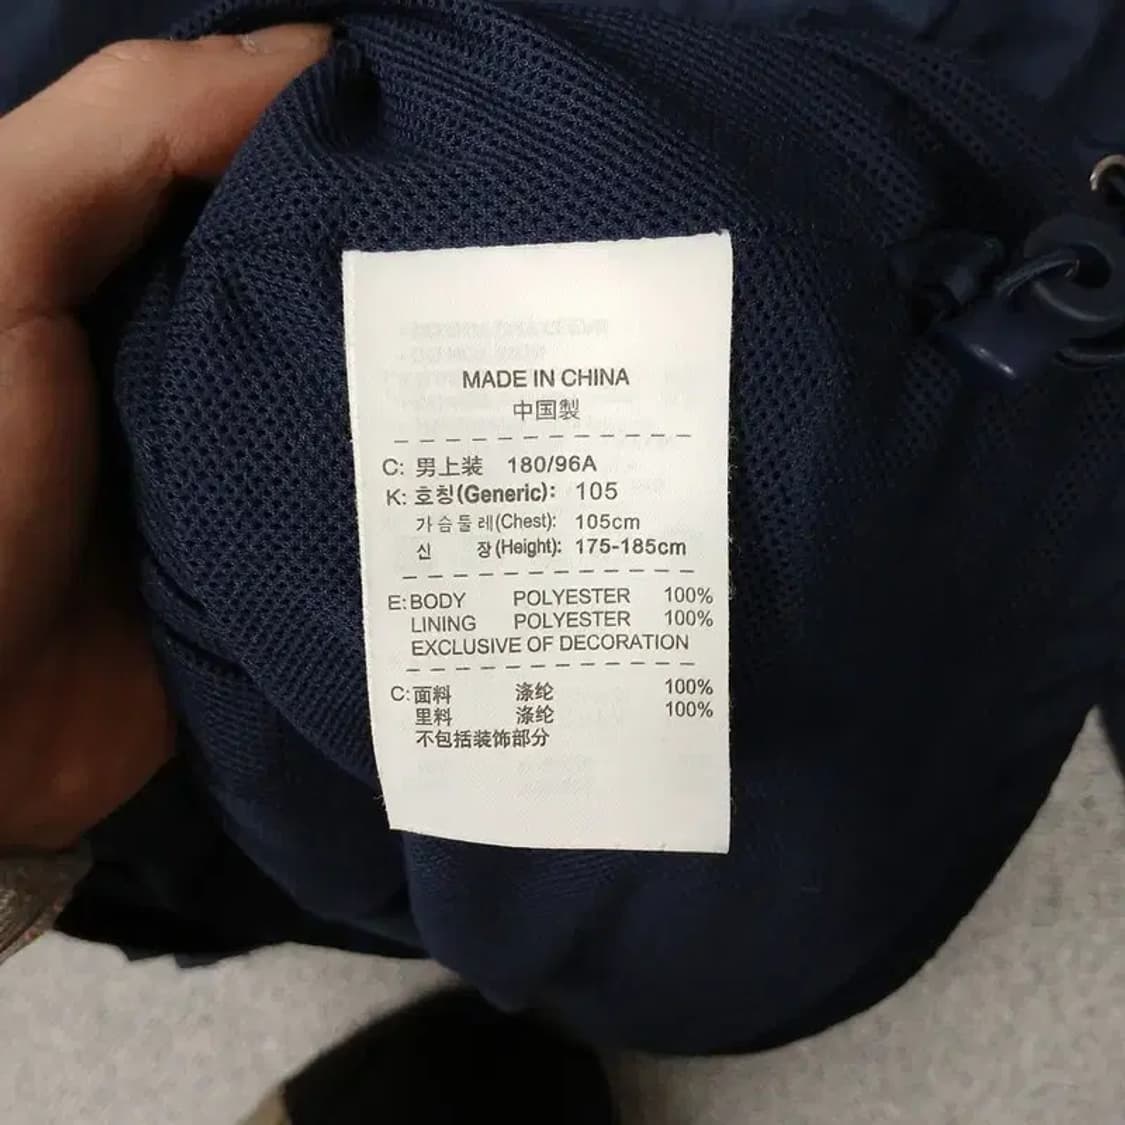 MADE IN CHINA
中国製
C: 男上装 180/96A
K: 호칭(Generic): 105
가슴둘레(Chest): 105cm
신 장(Height): 175-185cm
E: BODY POLYESTER 100%
LINING POLYESTER 100%
EXCLUSIVE OF DECORATION
C: 面料 涤纶 100%
里料 涤纶 100%
不包括装饰部分